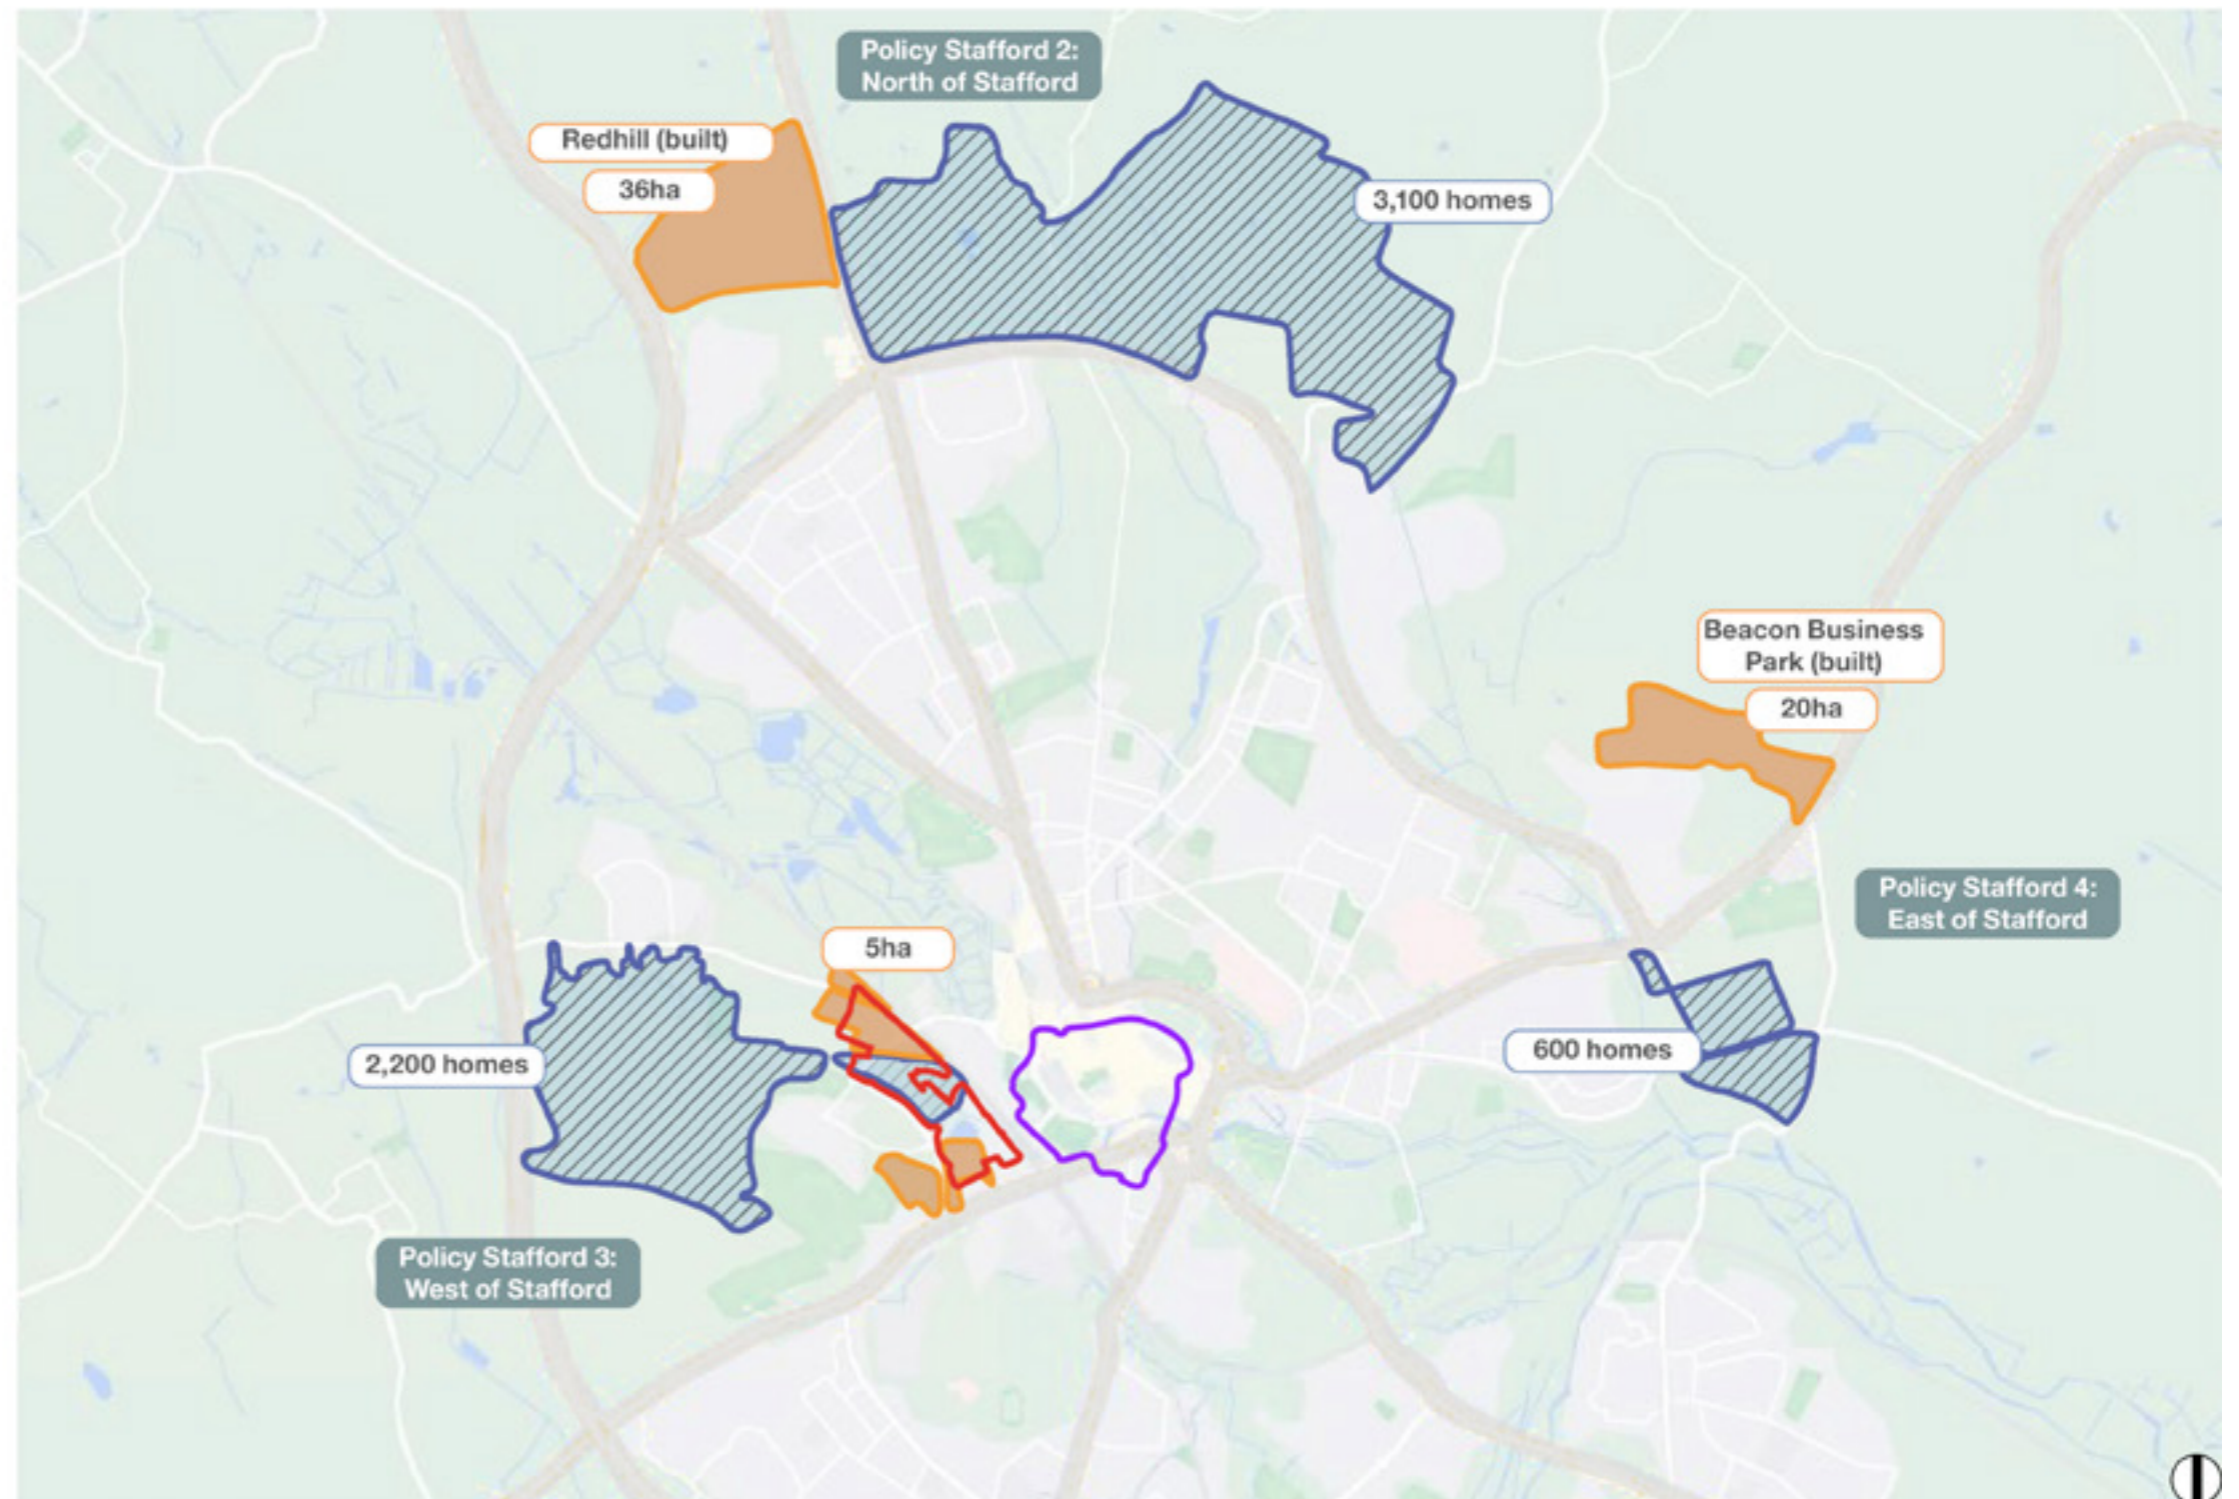 Policy Stafford 2:
North of Stafford
Redhill (built)
36ha
3,100 homes
Beacon Business
Park (built)
20ha
Policy Stafford 4:
East of Stafford
5ha
2,200 homes
600 homes
Policy Stafford 3:
West of Stafford